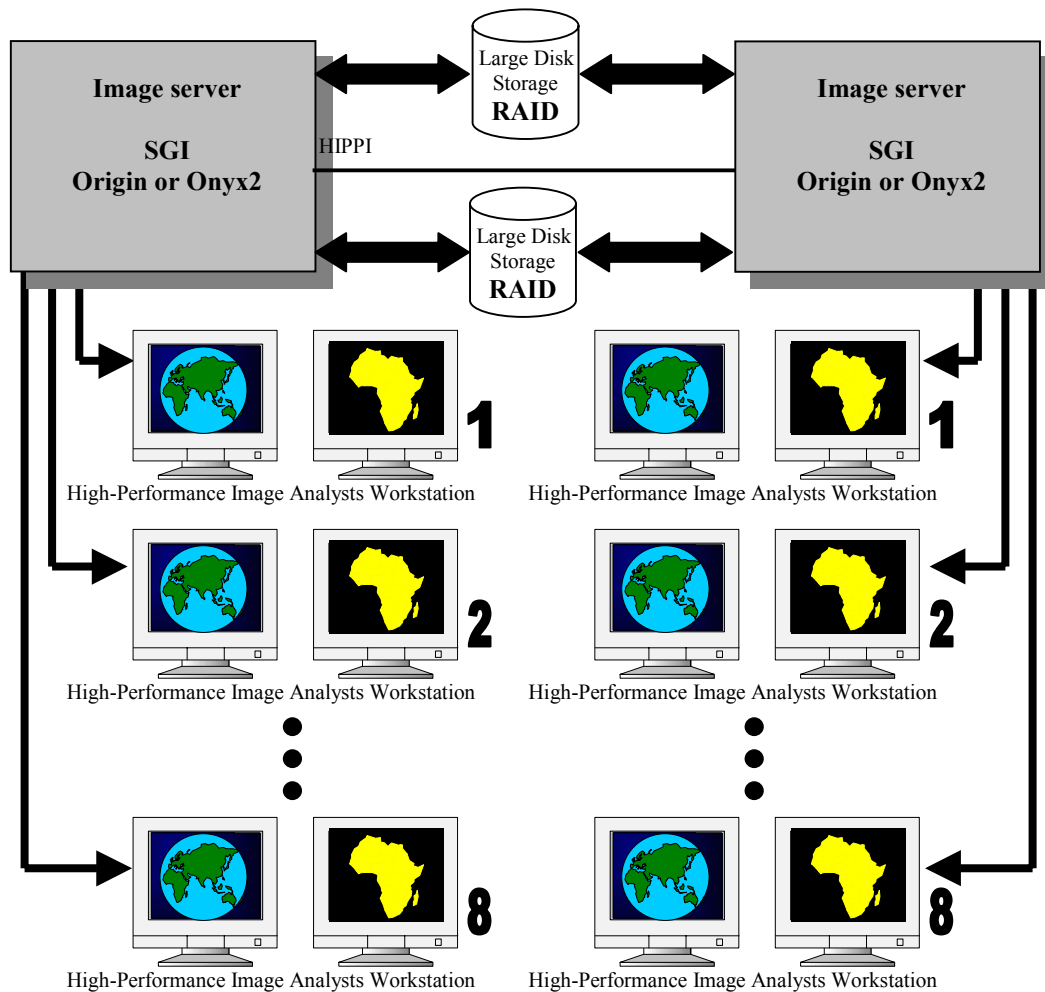 Image server
SGI
Origin or Onyx2
Large Disk
Storage
RAID
Image server
SGI
Origin or Onyx2
HIPPI
Large Disk
Storage
RAID
1
1
High-Performance Image Analysts Workstation
High-Performance Image Analysts Workstation
2
2
High-Performance Image Analysts Workstation
High-Performance Image Analysts Workstation
8
8
High-Performance Image Analysts Workstation
High-Performance Image Analysts Workstation